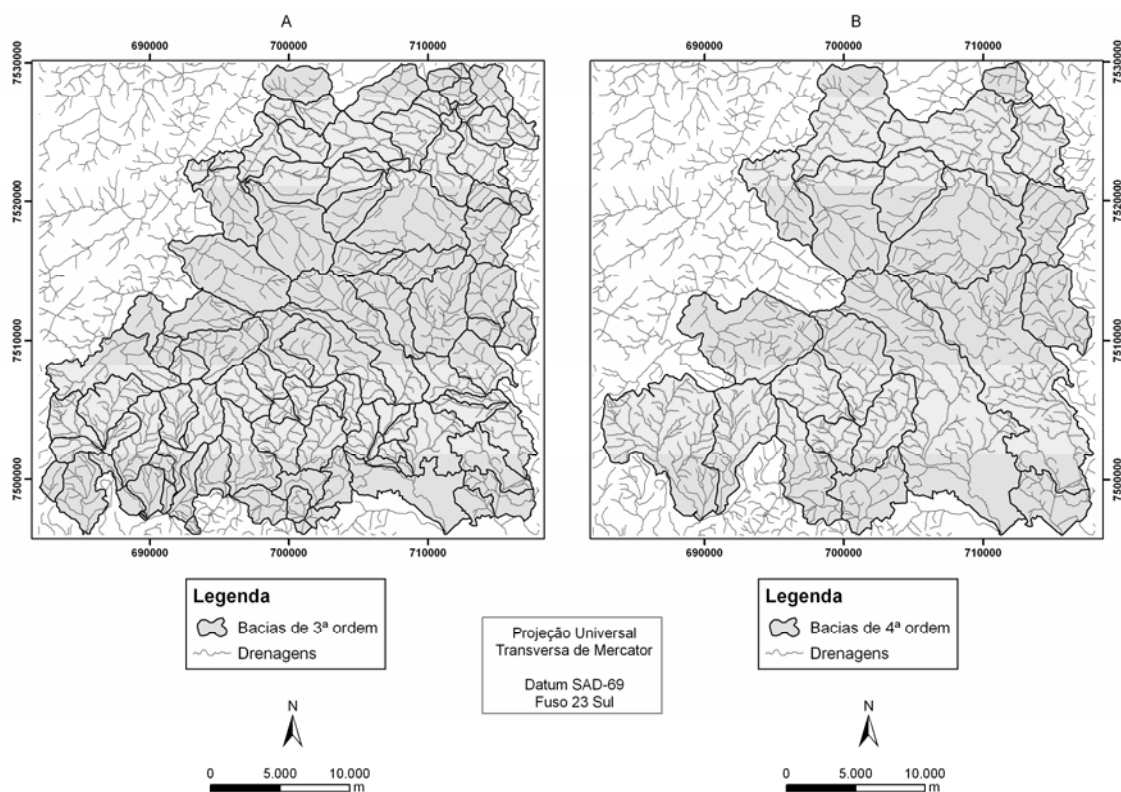 A
B
690000 700000 710000
690000 700000 710000
7530000
7520000
7510000
7500000
7530000
7520000
7510000
7500000
690000 700000 710000
690000 700000 710000
Legenda
Bacias de 3ª ordem
Drenagens
Projeção Universal
Transversa de Mercator
Datum SAD-69
Fuso 23 Sul
Legenda
Bacias de 4ª ordem
Drenagens
N
N
0 5.000 10.000
m
0 5.000 10.000
m